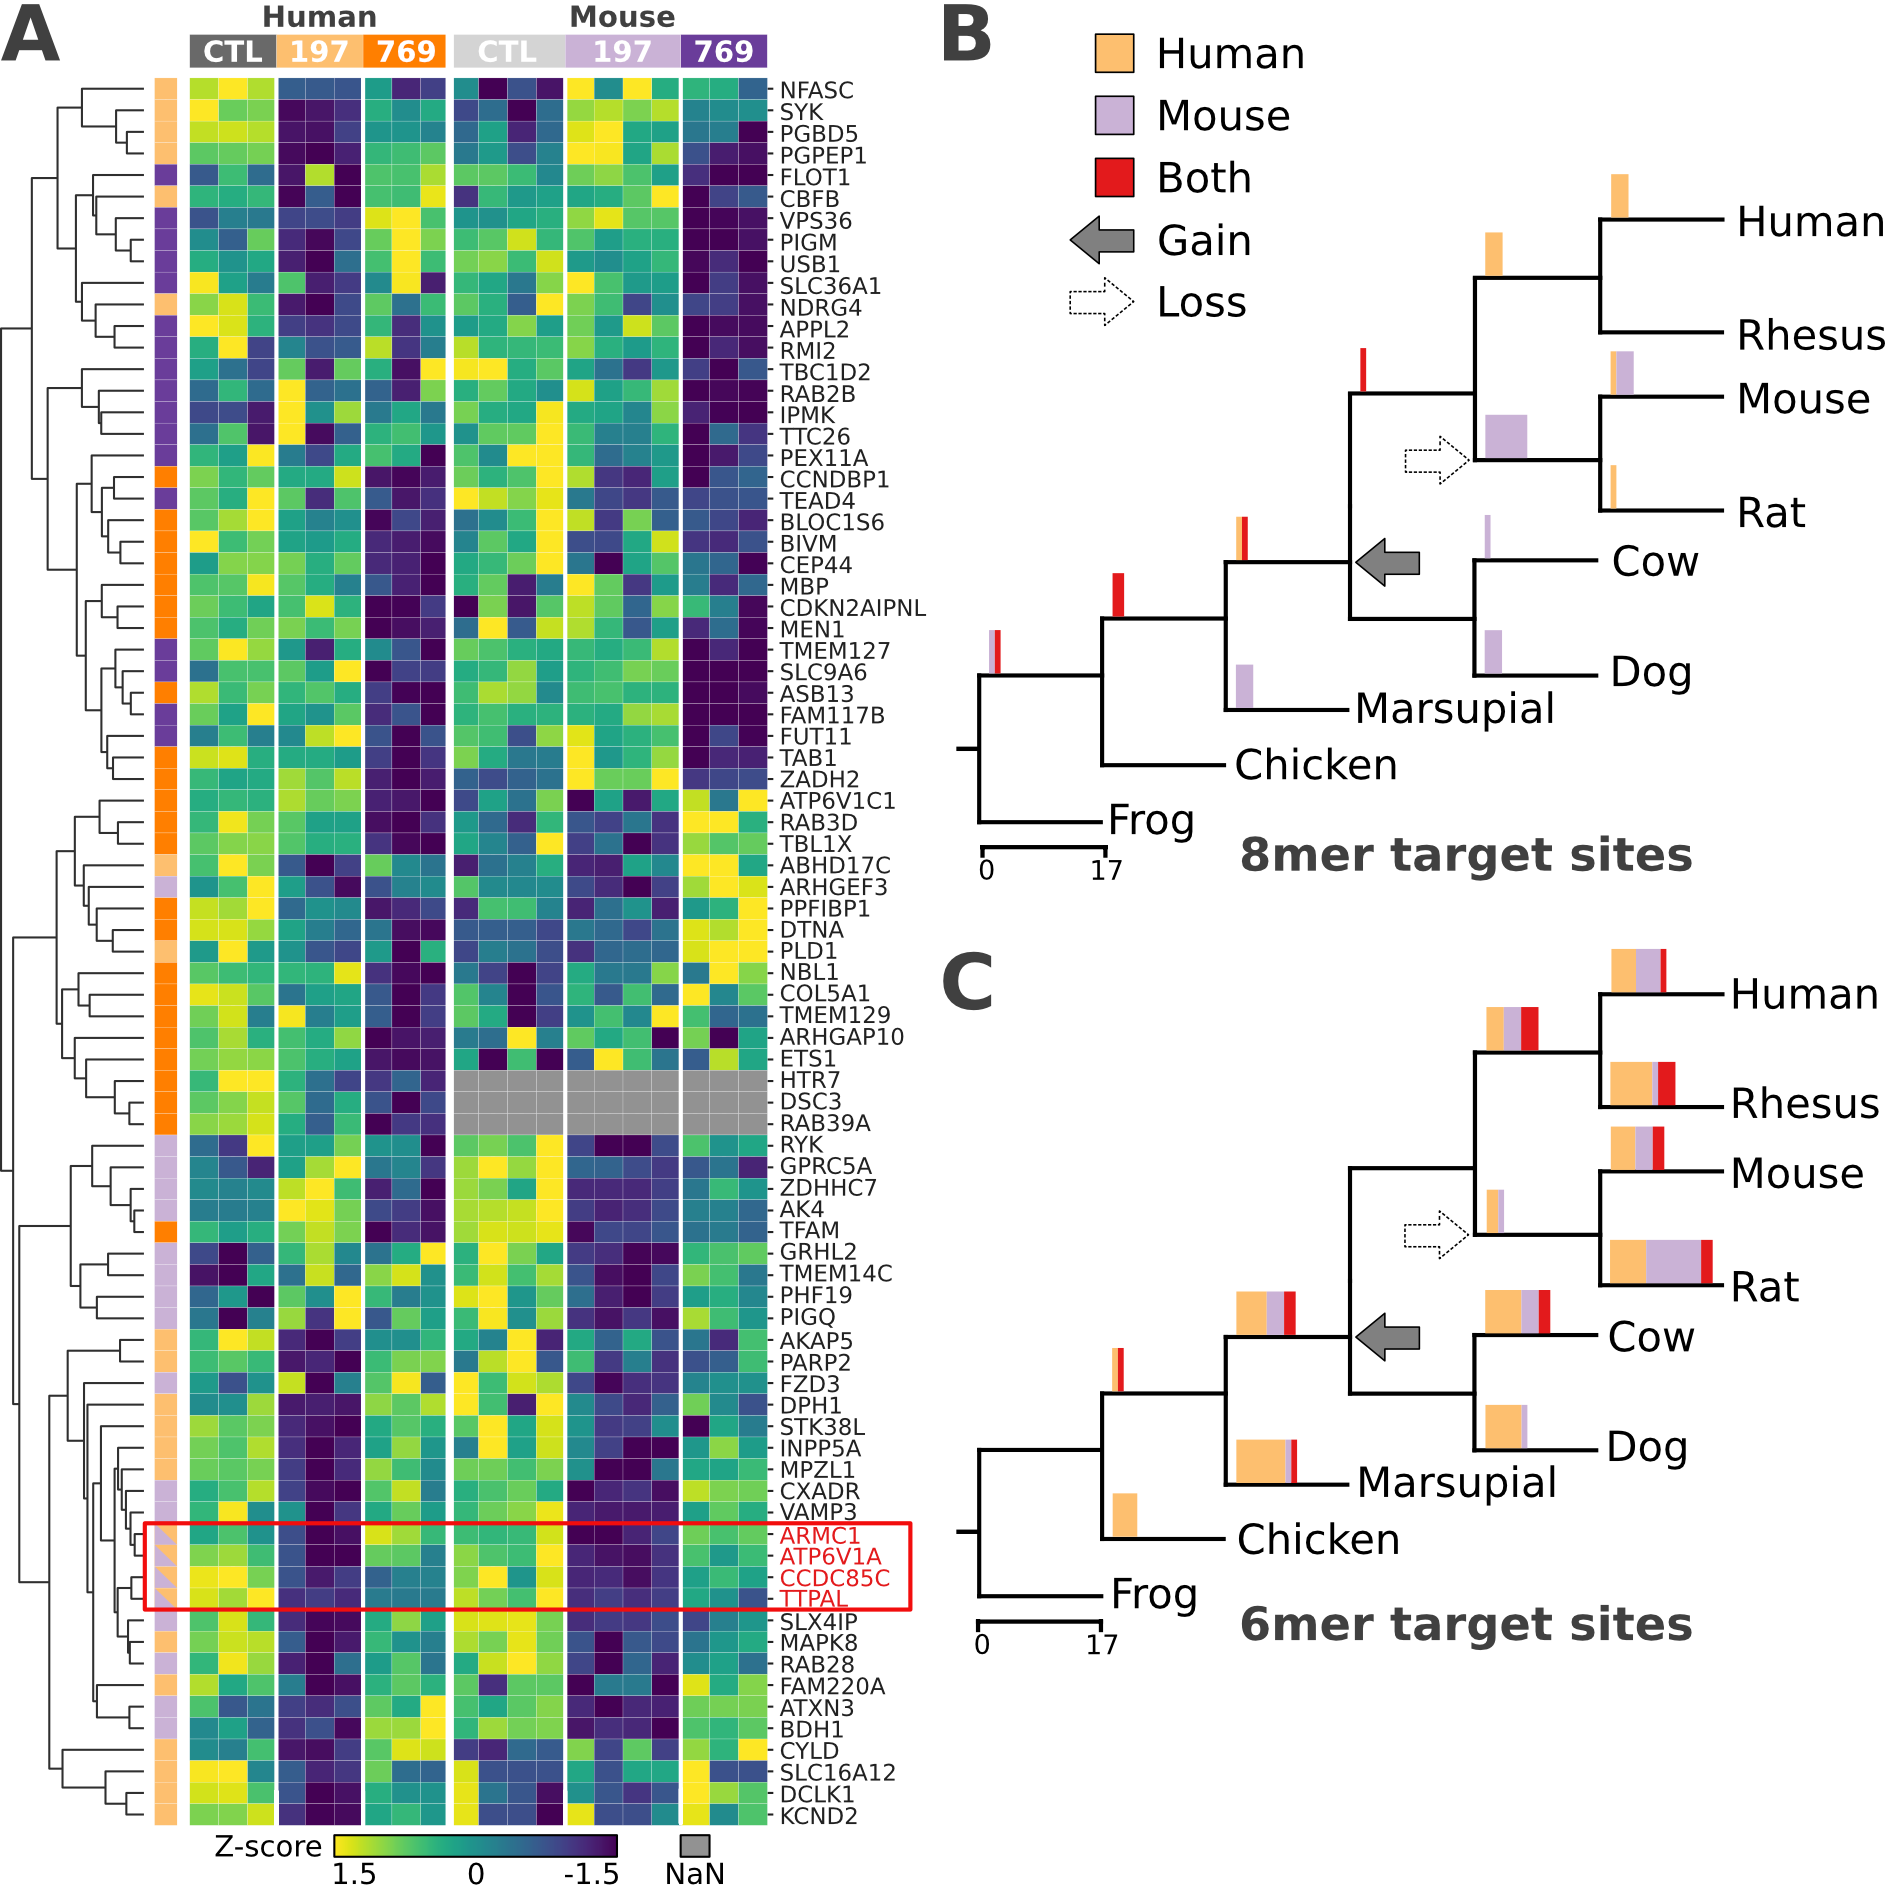 A
Human Mouse
CTL 197 769 CTL 197 769
NFASC
SYK
PGBD5
PGPEP1
FLOT1
CBFB
VPS36
PIGM
USB1
SLC36A1
NDRG4
APPL2
RMI2
TBC1D2
RAB2B
IPMK
TTC26
PEX11A
CCNDBP1
TEAD4
BLOC1S6
BIVM
CEP44
MBP
CDKN2AIPNL
MEN1
TMEM127
SLC9A6
ASB13
FAM117B
FUT11
TAB1
ZADH2
ATP6V1C1
RAB3D
TBL1X
ABHD17C
ARHGEF3
PPFIBP1
DTNA
PLD1
NBL1
COL5A1
TMEM129
ARHGAP10
ETS1
HTR7
DSC3
RAB39A
RYK
GPRC5A
ZDHHC7
AK4
TFAM
GRHL2
TMEM14C
PHF19
PIGQ
AKAP5
PARP2
FZD3
DPH1
STK38L
INPP5A
MPZL1
CXADR
VAMP3
ARMC1
ATP6V1A
CCDC85C
TTPAL
SLX4IP
MAPK8
RAB28
FAM220A
ATXN3
BDH1
CYLD
SLC16A12
DCLK1
KCND2
Z-score
1.5 0 -1.5 NaN
B
Human
Mouse
Both
Gain
Loss
Human
Rhesus
Mouse
Rat
Cow
Dog
Marsupial
Chicken
Frog
0 17
8mer target sites
C
Human
Rhesus
Mouse
Rat
Cow
Dog
Marsupial
Chicken
Frog
0 17
6mer target sites